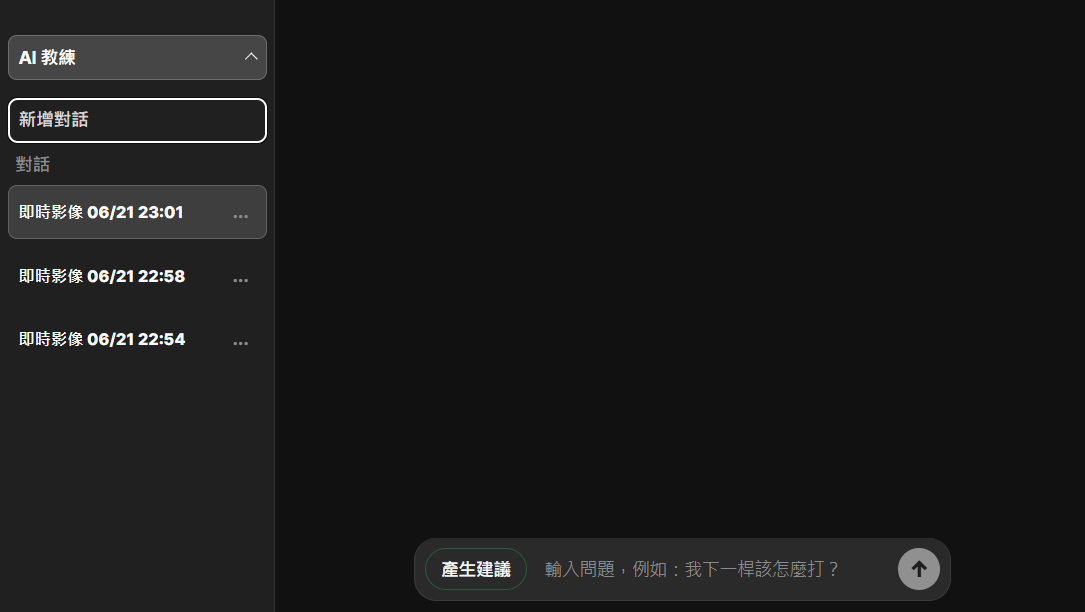 AI 教練
新增對話
對話
即時影像 06/21 23:01
...
即時影像 06/21 22:58
...
即時影像 06/21 22:54
...
產生建議
輸入問題，例如：我下一桿該怎麼打？